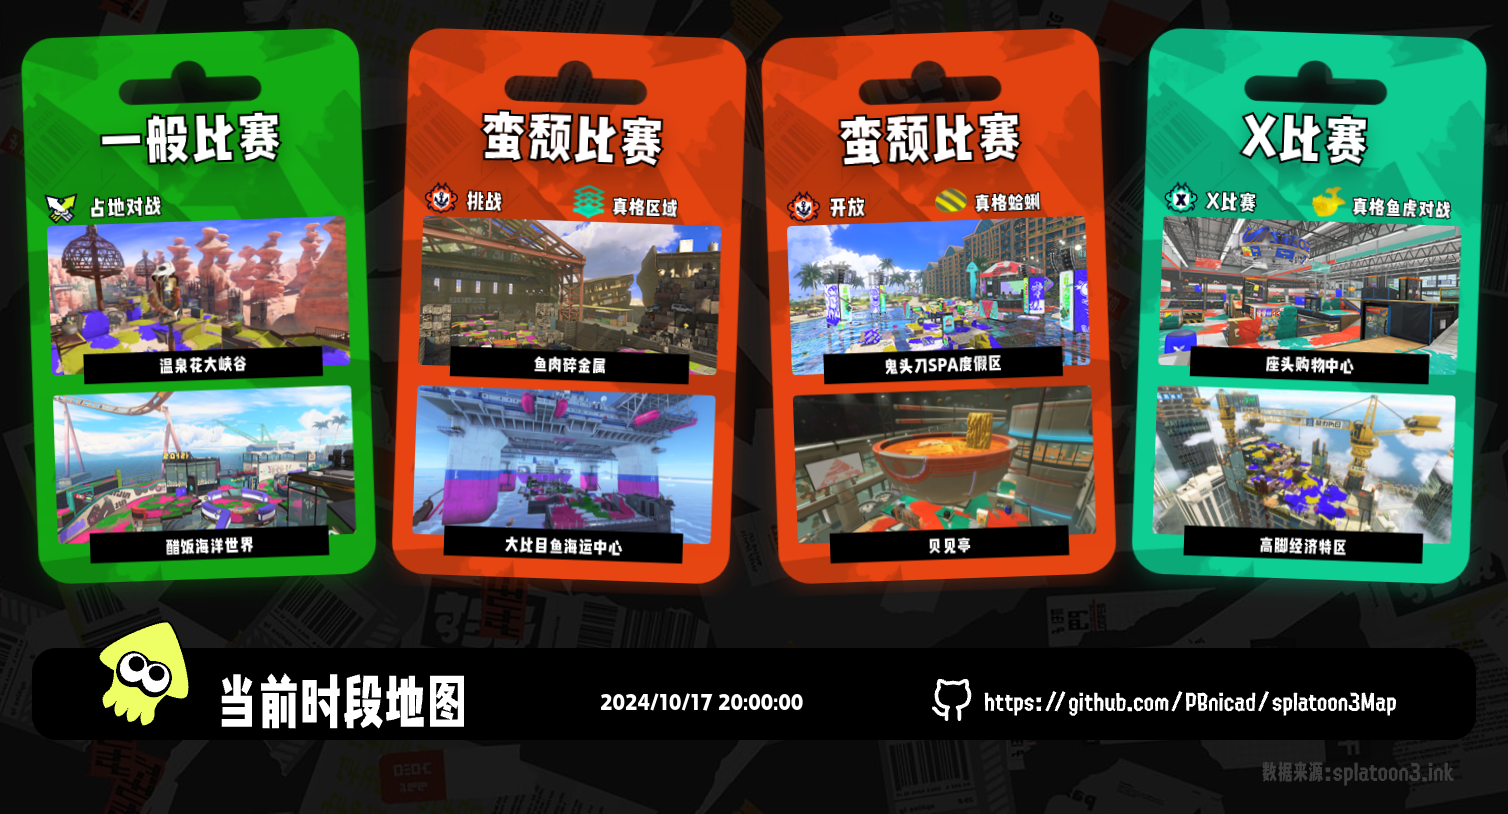 一般比赛
占地对战
温泉花大峡谷
醋饭海洋世界
蛮颓比赛
挑战
真格区域
鱼肉碎金属
大比目鱼海运中心
蛮颓比赛
开放
真格蛤蜊
鬼头刀SPA度假区
贝见亭
X比赛
X比赛
真格鱼虎对战
座头购物中心
高脚经济特区
当前时段地图
2024/10/17 20:00:00
https://github.com/PBnicad/splatoon3Map
数据来源:splatoon3.ink